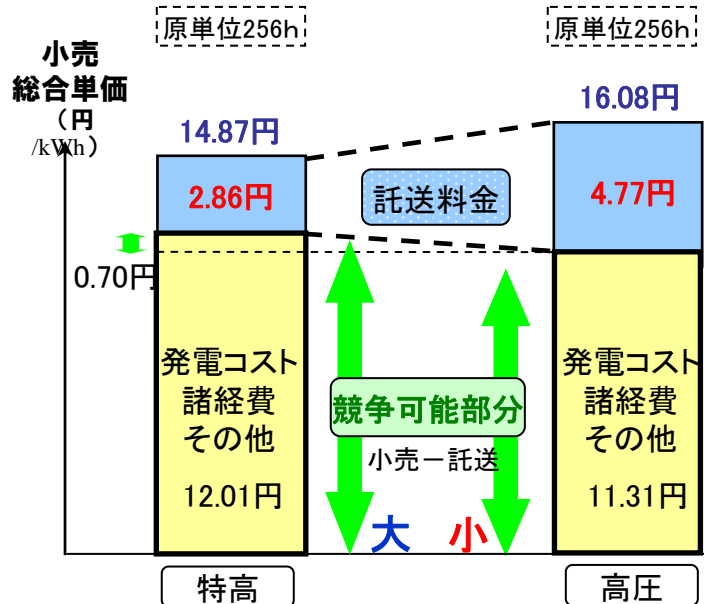 原単位256h
原単位256h
小売
総合単価
(円
/kWh)
14.87円
16.08円
2.86円
託送料金
4.77円
0.70円
発電コスト
諸経費
その他
12.01円
競争可能部分
小売－託送
大 小
発電コスト
諸経費
その他
11.31円
特高
高圧